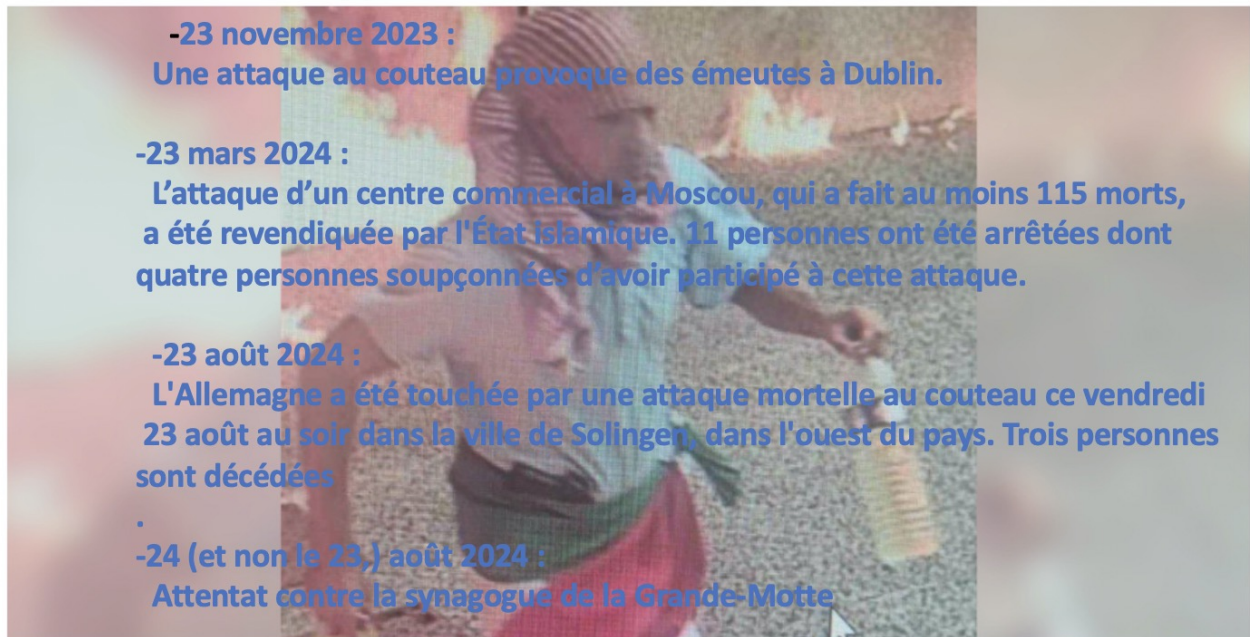 -23 novembre 2023 :
Une attaque au couteau provoque des émeutes à Dublin.
-23 mars 2024 :
L’attaque d’un centre commercial à Moscou, qui a fait au moins 115 morts,
a été revendiquée par l'État islamique. 11 personnes ont été arrêtées dont
quatre personnes soupçonnées d’avoir participé à cette attaque.
-23 août 2024 :
L'Allemagne a été touchée par une attaque mortelle au couteau ce vendredi
23 août au soir dans la ville de Solingen, dans l'ouest du pays. Trois personnes
sont décédées
.
-24 (et non le 23,) août 2024 :
Attentat contre la synagogue de la Grande-Motte